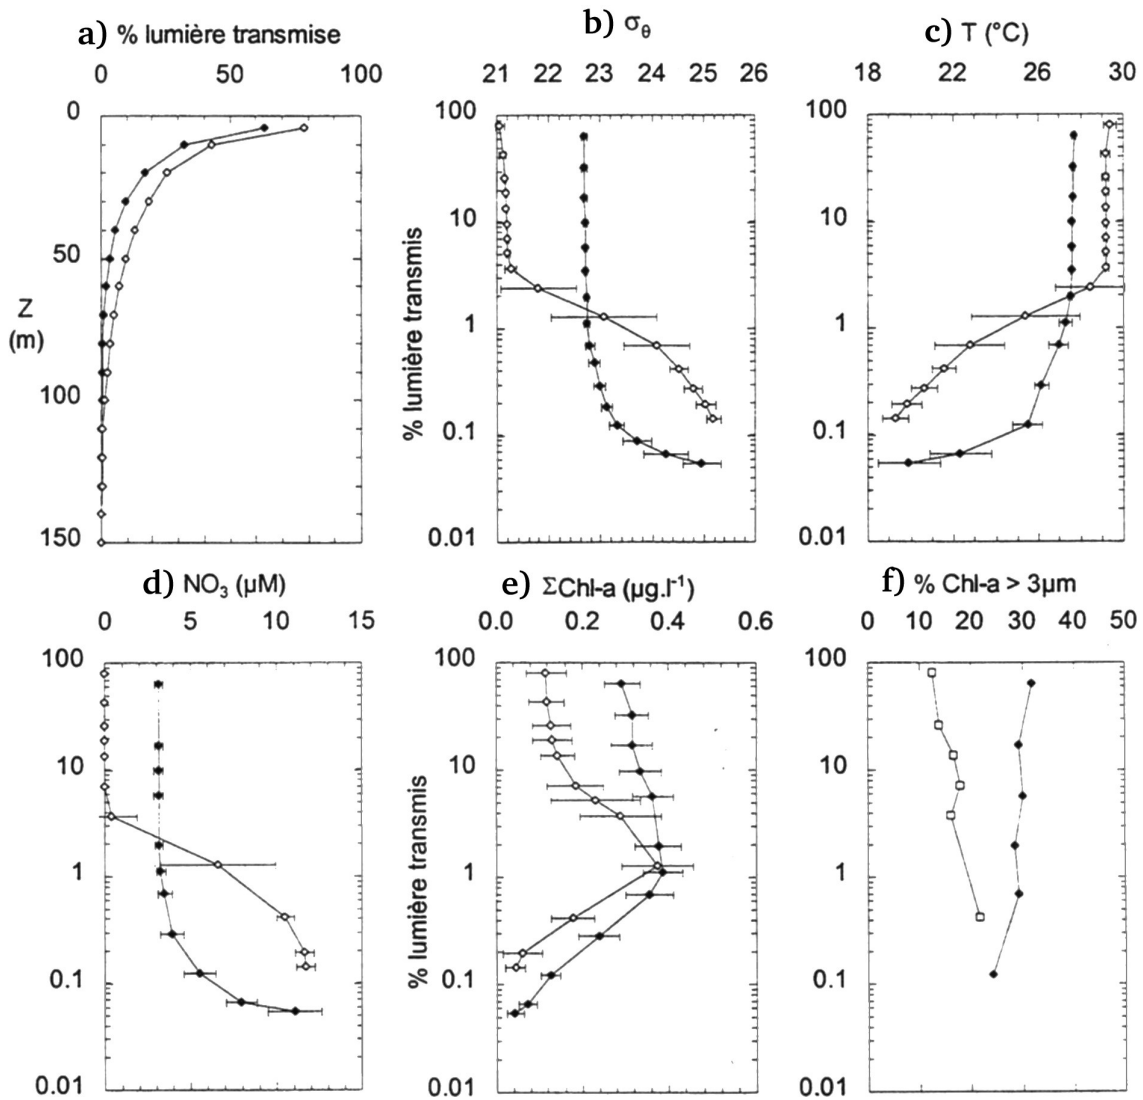 a) % lumière transmise
0 50 100
0
50
100
150
Z
(m)
b) σθ
21 22 23 24 25 26
100
10
1
0.1
0.01
% lumière transmis
c) T (°C)
18 22 26 30
100
10
1
0.1
0.01
d) NO₃ (µM)
0 5 10 15
100
10
1
0.1
0.01
e) ΣChl-a (µg.l⁻¹)
0.0 0.2 0.4 0.6
100
10
1
0.1
0.01
% lumière transmis
f) % Chl-a > 3µm
0 10 20 30 40 50
100
10
1
0.1
0.01